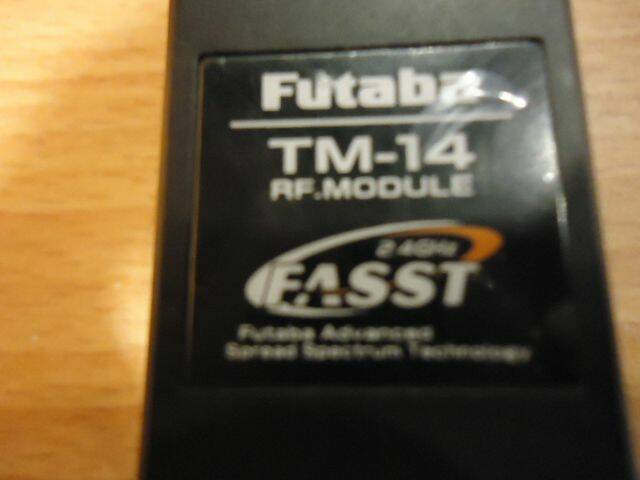 Futaba
TM-14
RF.MODULE
2.4GHz
FASST
Futaba Advanced
Spread Spectrum Technology